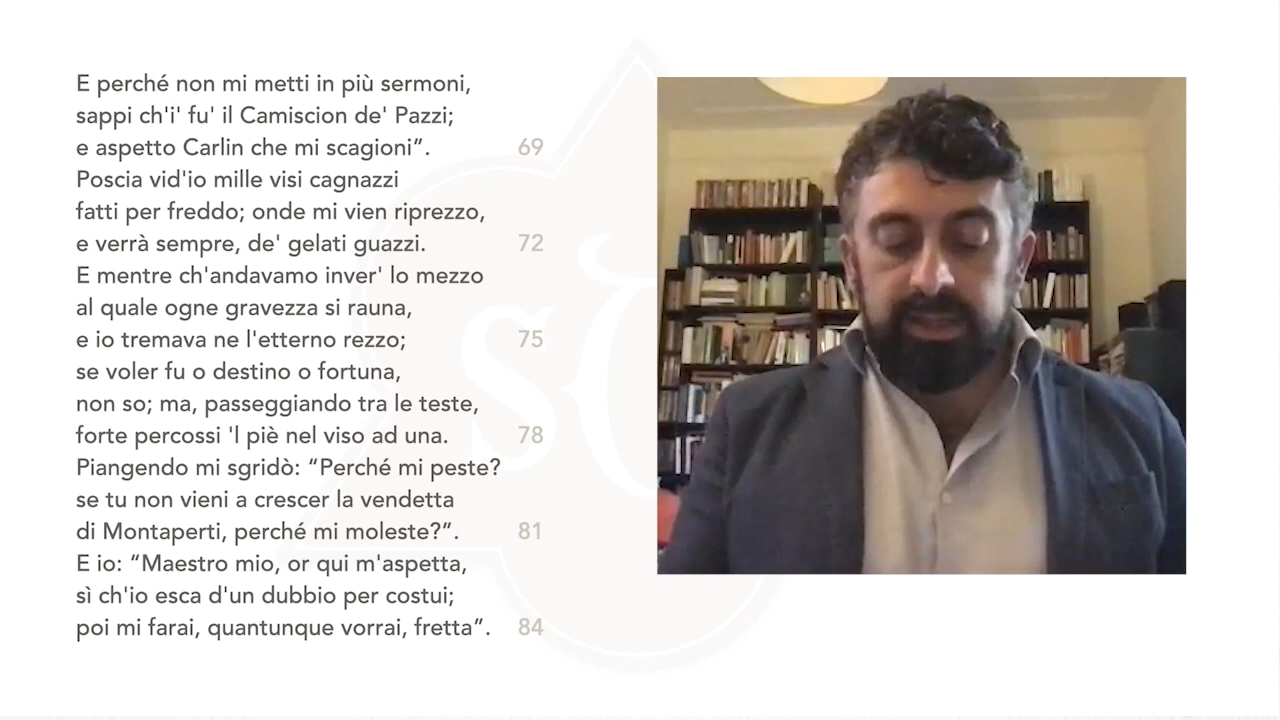 E perché non mi metti in più sermoni,
sappi ch'i' fu' il Camiscion de' Pazzi;
e aspetto Carlin che mi scagioni”. 69
Poscia vid'io mille visi cagnazzi
fatti per freddo; onde mi vien riprezzo,
e verrà sempre, de' gelati guazzi. 72
E mentre ch'andavamo inver' lo mezzo
al quale ogne gravezza si rauna,
e io tremava ne l'etterno rezzo; 75
se voler fu o destino o fortuna,
non so; ma, passeggiando tra le teste,
forte percossi 'l piè nel viso ad una. 78
Piangendo mi sgridò: “Perché mi peste?
se tu non vieni a crescer la vendetta
di Montaperti, perché mi moleste?”. 81
E io: “Maestro mio, or qui m'aspetta,
sì ch'io esca d'un dubbio per costui;
poi mi farai, quantunque vorrai, fretta”. 84